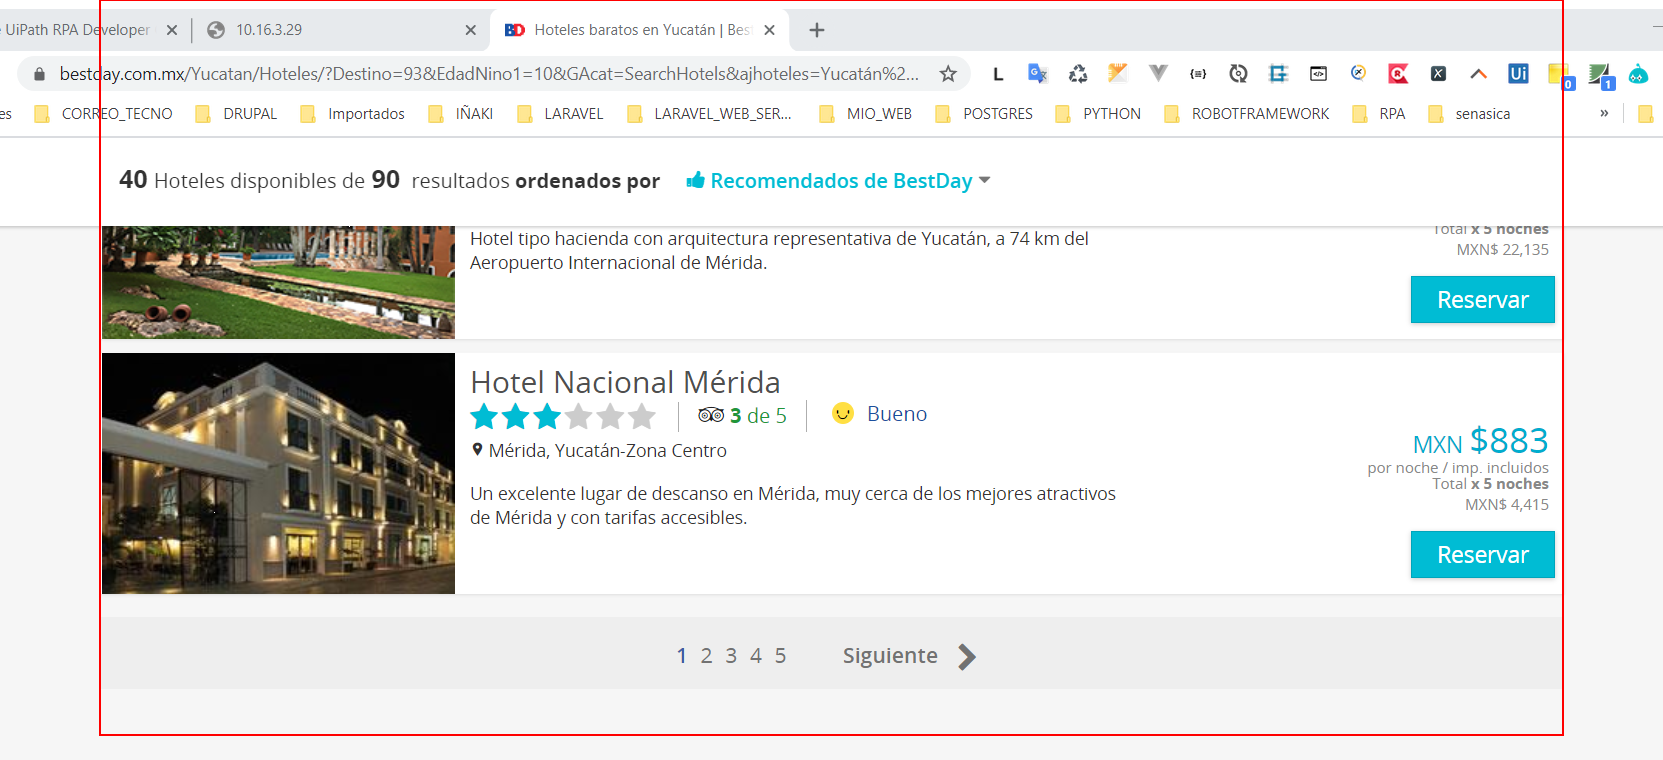 UiPath RPA Developer
10.16.3.29
BD Hoteles baratos en Yucatán | Bes
bestday.com.mx/Yucatan/Hoteles/?Destino=93&EdadNino1=10&GAcat=SearchHotels&ajhoteles=Yucatán%2...
L
Ui
0
1
es CORREO_TECNO DRUPAL Importados IÑAKI LARAVEL LARAVEL_WEB_SER... MIO_WEB POSTGRES PYTHON ROBOTFRAMEWORK RPA senasica »
40 Hoteles disponibles de 90 resultados ordenados por Recomendados de BestDay
Hotel tipo hacienda con arquitectura representativa de Yucatán, a 74 km del
Aeropuerto Internacional de Mérida.
Total x 5 noches
MXN$ 22,135
Reservar
Hotel Nacional Mérida
3 de 5 Bueno
Mérida, Yucatán-Zona Centro
Un excelente lugar de descanso en Mérida, muy cerca de los mejores atractivos
de Mérida y con tarifas accesibles.
MXN $883
por noche / imp. incluidos
Total x 5 noches
MXN$ 4,415
Reservar
1 2 3 4 5 Siguiente